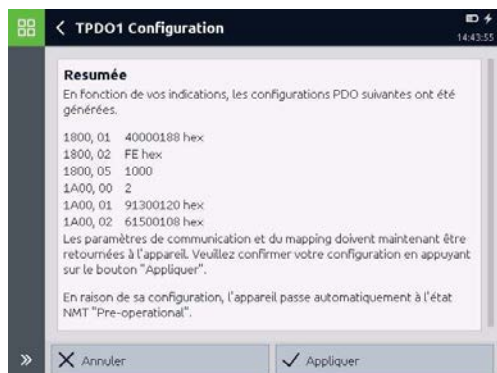 TPDO1 Configuration
14:43:55
Resumée
En fonction de vos indications, les configurations PDO suivantes ont été
générées.
1800, 01 40000188 hex
1800, 02 FE hex
1800, 05 1000
1A00, 00 2
1A00, 01 91300120 hex
1A00, 02 61500108 hex
Les paramètres de communication et du mapping doivent maintenant être
retournées à l'appareil. Veuillez confirmer votre configuration en appuyant
sur le bouton "Appliquer".
En raison de sa configuration, l'appareil passe automatiquement à l'état
NMT "Pre-operational".
Annuler
Appliquer